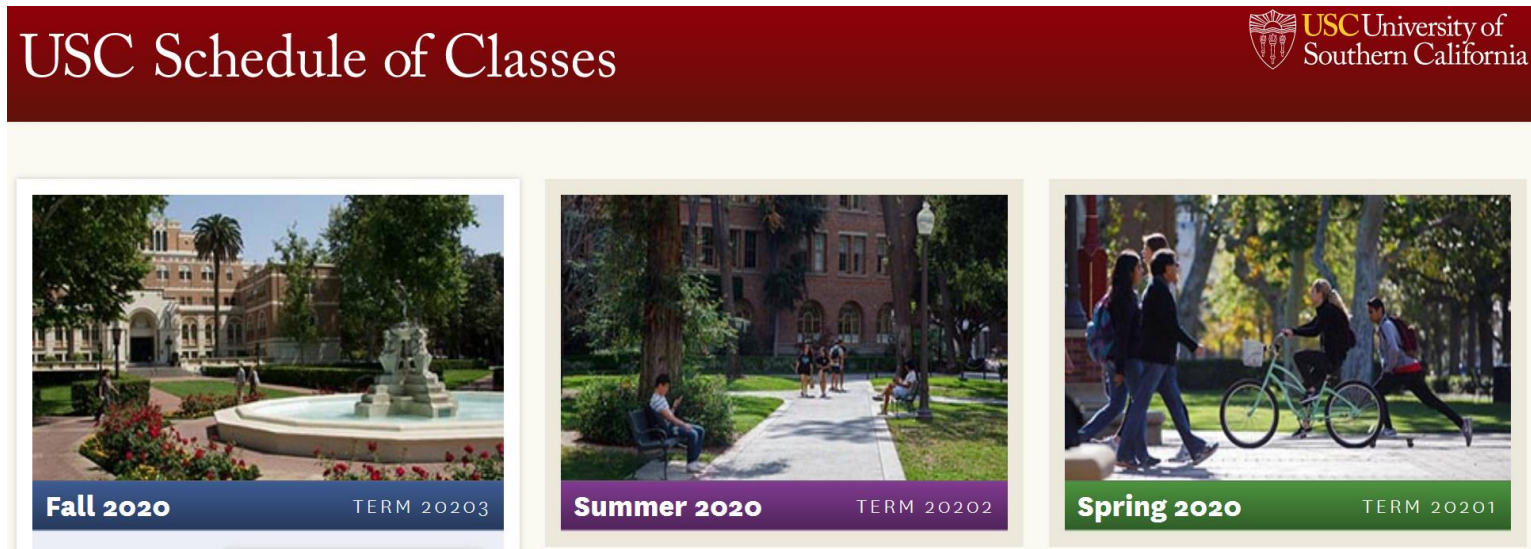 USC Schedule of Classes
USC University of
Southern California
Fall 2020 TERM 20203
Summer 2020 TERM 20202
Spring 2020 TERM 20201